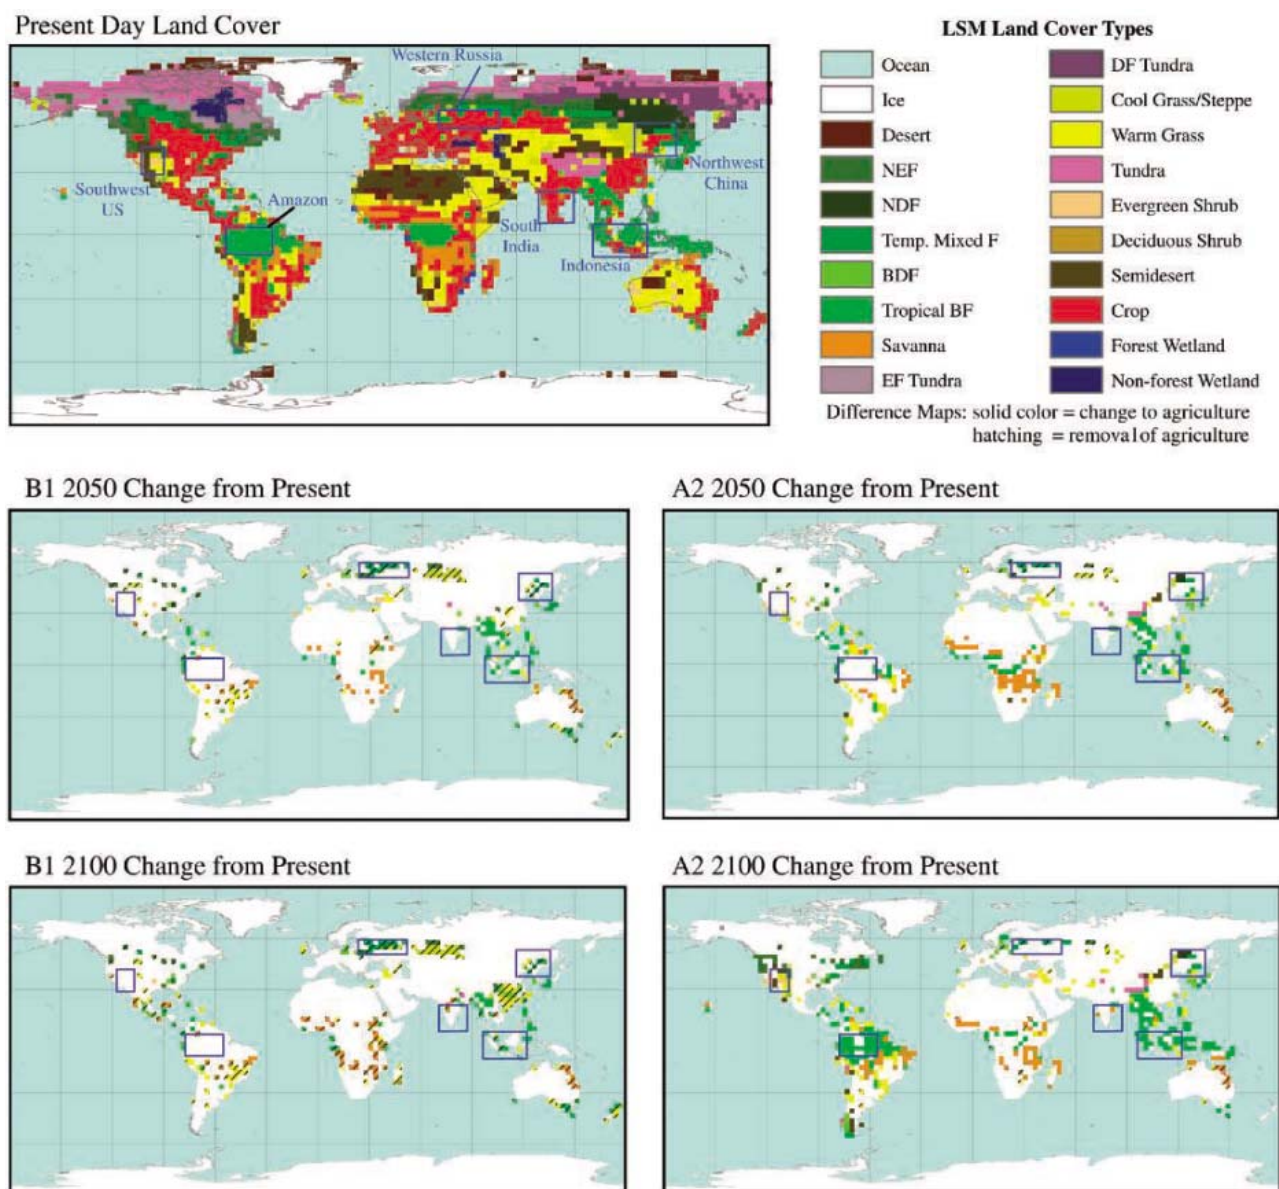 Present Day Land Cover
Western Russia
Northwest
China
Southwest
US
Amazon
South
India
Indonesia
LSM Land Cover Types
Ocean
Ice
Desert
NEF
NDF
Temp. Mixed F
BDF
Tropical BF
Savanna
EF Tundra
DF Tundra
Cool Grass/Steppe
Warm Grass
Tundra
Evergreen Shrub
Deciduous Shrub
Semidesert
Crop
Forest Wetland
Non-forest Wetland
Difference Maps: solid color = change to agriculture
hatching = removal of agriculture
B1 2050 Change from Present
A2 2050 Change from Present
B1 2100 Change from Present
A2 2100 Change from Present